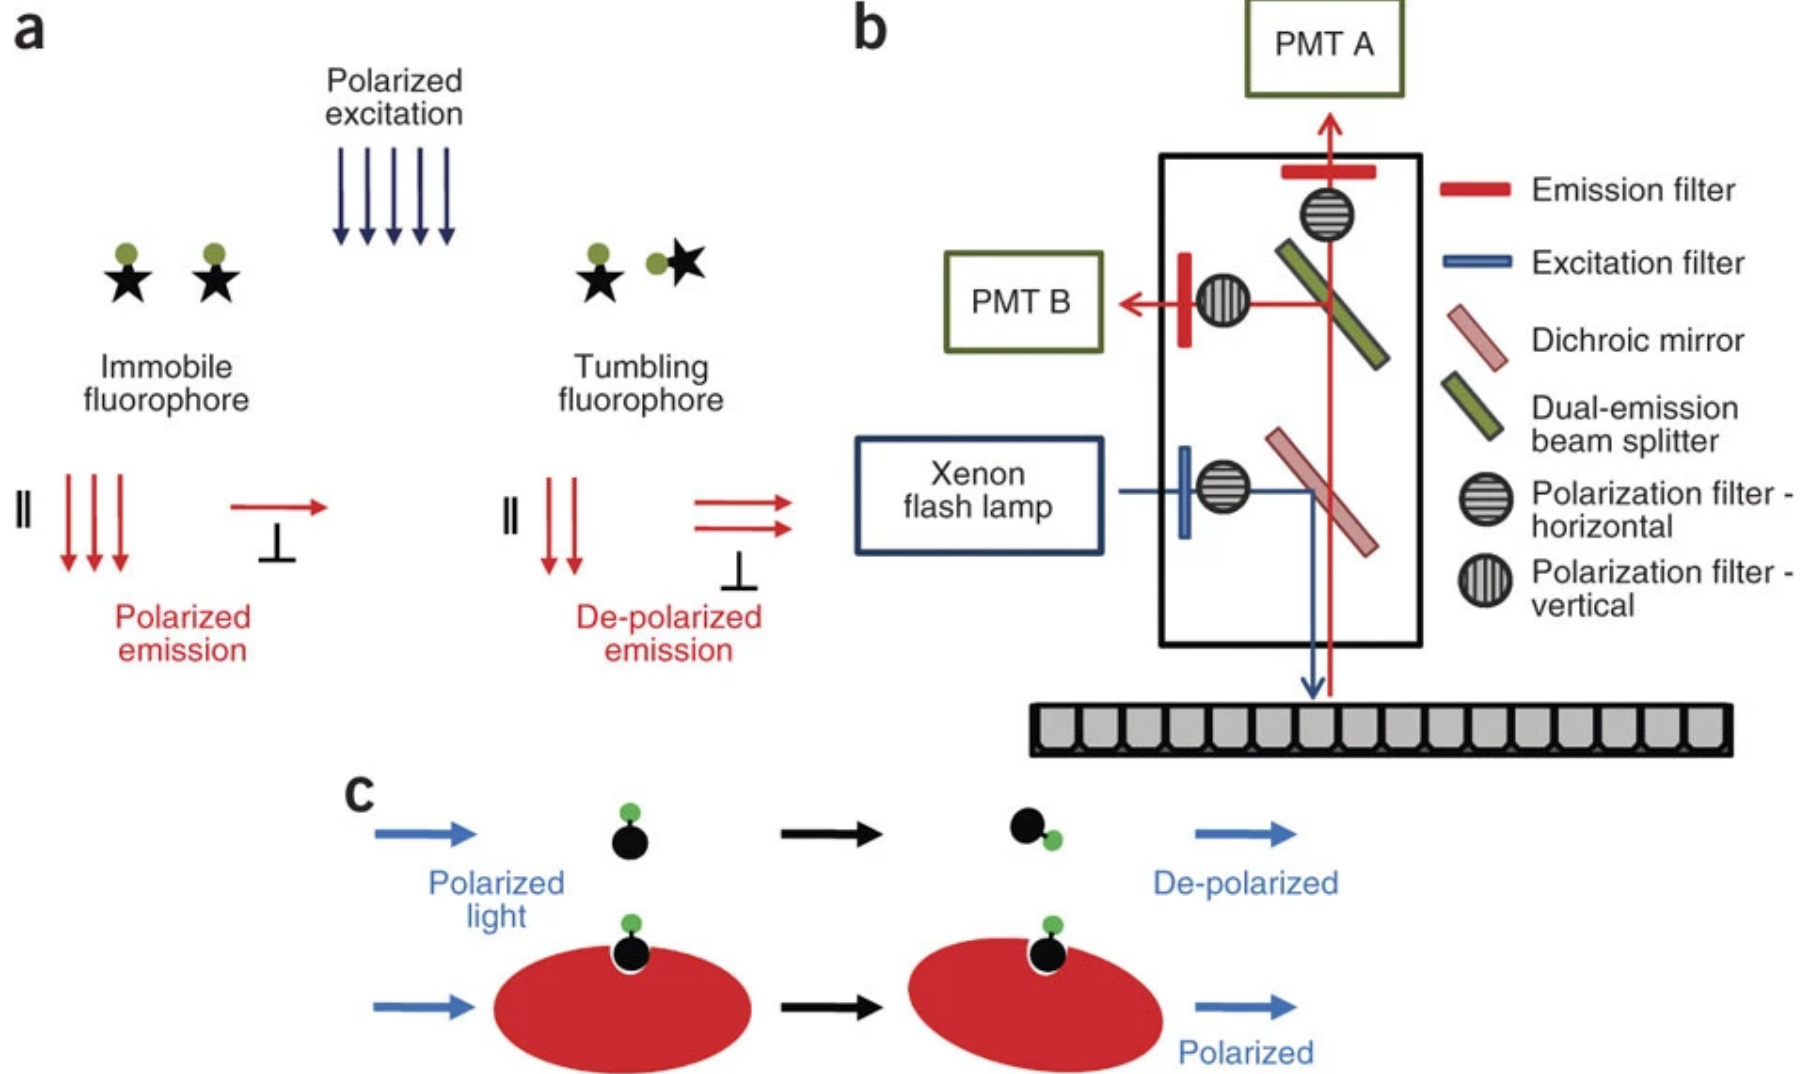 a
Polarized
excitation
Immobile
fluorophore
Tumbling
fluorophore
||
⊥
||
⊥
Polarized
emission
De-polarized
emission
b
PMT A
PMT B
Xenon
flash lamp
Emission filter
Excitation filter
Dichroic mirror
Dual-emission
beam splitter
Polarization filter -
horizontal
Polarization filter -
vertical
c
Polarized
light
De-polarized
Polarized